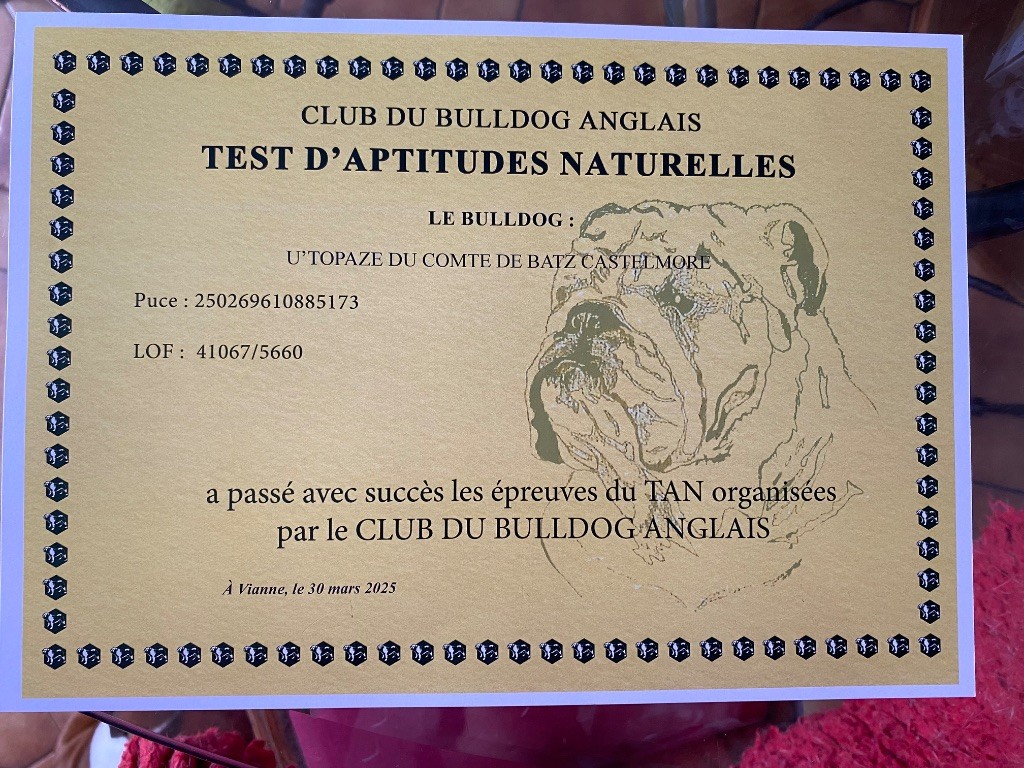 CLUB DU BULLDOG ANGLAIS
TEST D’APTITUDES NATURELLES
LE BULLDOG :
U’TOPAZE DU COMTE DE BATZ CASTELMORE
Puce : 250269610885173
LOF : 41067/5660
a passé avec succès les épreuves du TAN organisées
par le CLUB DU BULLDOG ANGLAIS
À Vianne, le 30 mars 2025